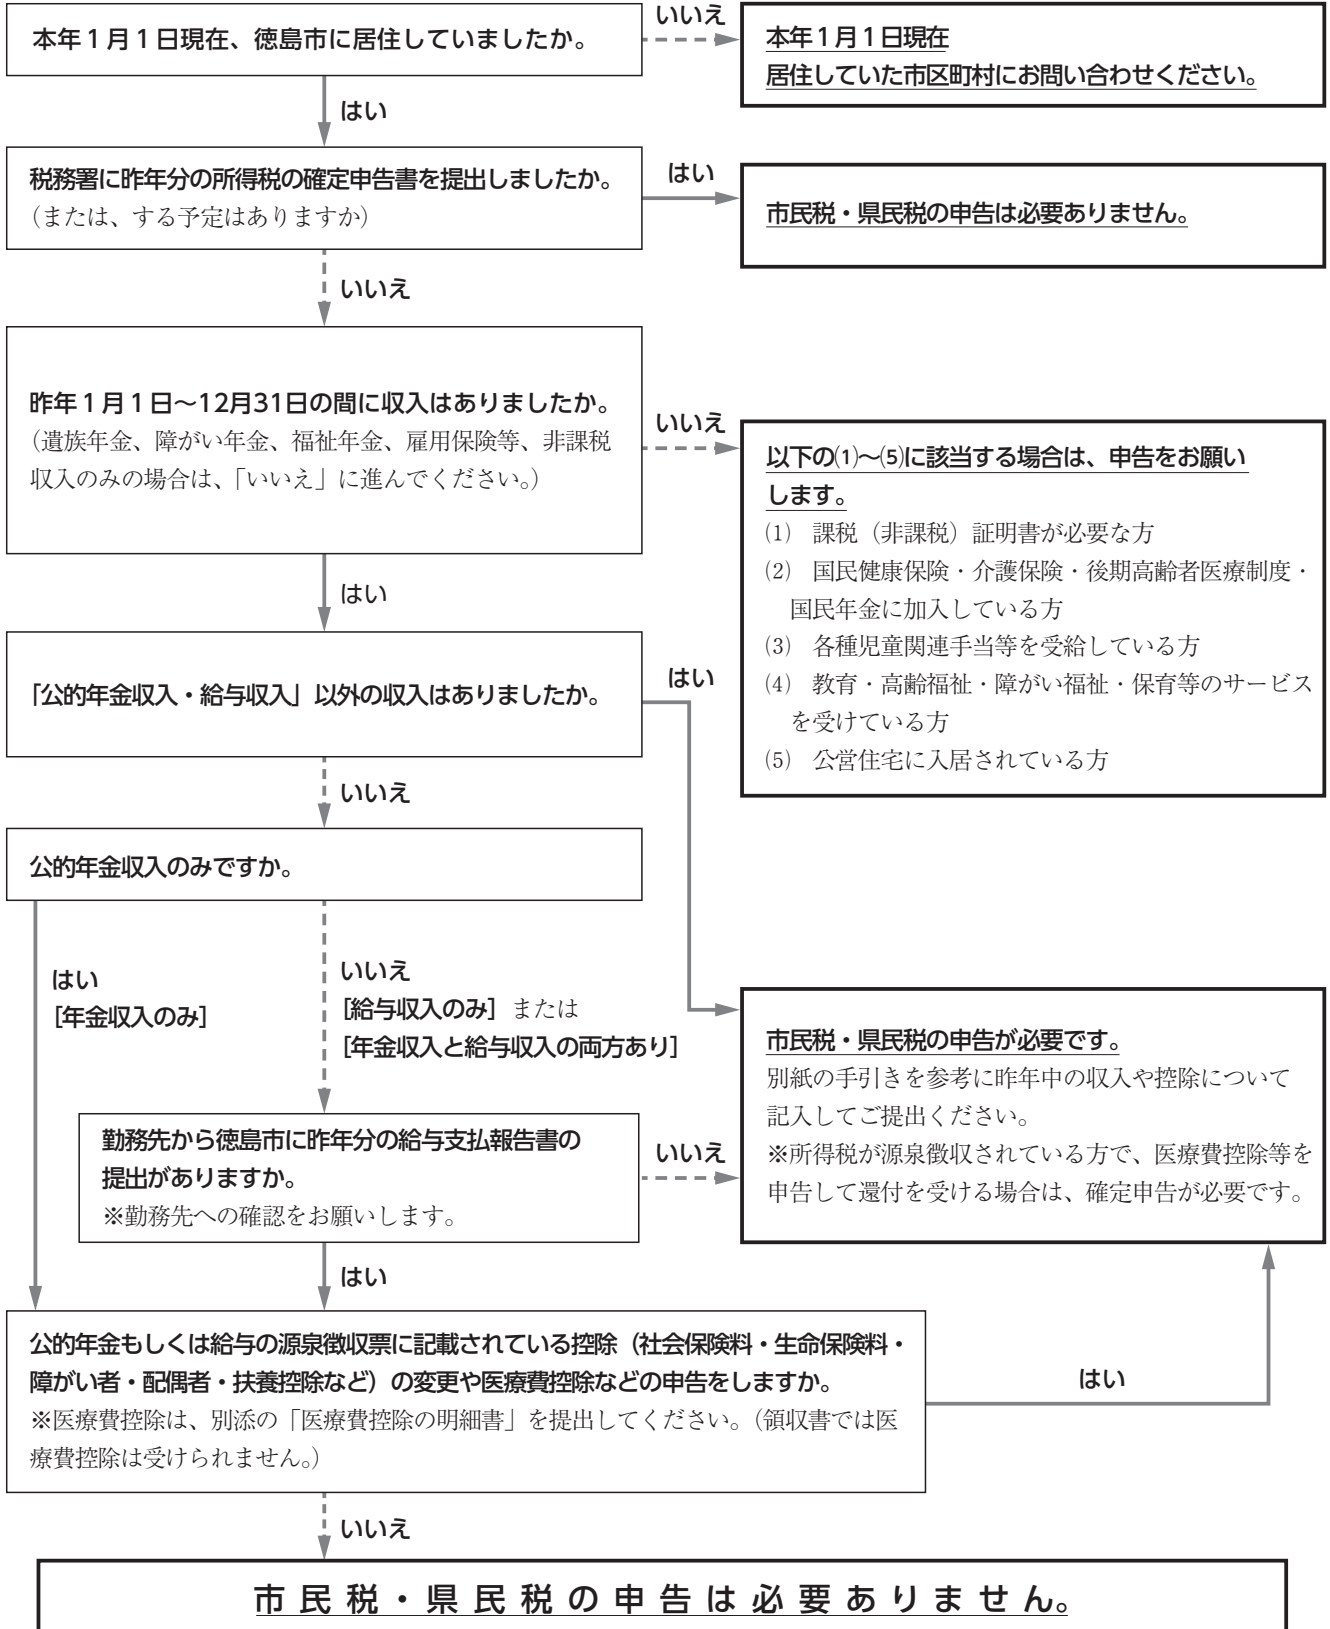 本年1月1日現在、徳島市に居住していましたか。
いいえ
本年1月1日現在
居住していた市区町村にお問い合わせください。
はい
税務署に昨年分の所得税の確定申告書を提出しましたか。
（または、する予定はありますか）
はい
市民税・県民税の申告は必要ありません。
いいえ
昨年1月1日～12月31日の間に収入はありましたか。
（遺族年金、障がい年金、福祉年金、雇用保険等、非課税
収入のみの場合は、「いいえ」に進んでください。）
いいえ
以下の⑴～⑸に該当する場合は、申告をお願い
します。
⑴　課税（非課税）証明書が必要な方
⑵　国民健康保険・介護保険・後期高齢者医療制度・
国民年金に加入している方
⑶　各種児童関連手当等を受給している方
⑷　教育・高齢福祉・障がい福祉・保育等のサービス
を受けている方
⑸　公営住宅に入居されている方
はい
「公的年金収入・給与収入」以外の収入はありましたか。
はい
いいえ
公的年金収入のみですか。
はい
［年金収入のみ］
いいえ
［給与収入のみ］または
［年金収入と給与収入の両方あり］
市民税・県民税の申告が必要です。
別紙の手引きを参考に昨年中の収入や控除について
記入してご提出ください。
※所得税が源泉徴収されている方で、医療費控除等を
申告して還付を受ける場合は、確定申告が必要です。
勤務先から徳島市に昨年分の給与支払報告書の
提出がありますか。
※勤務先への確認をお願いします。
いいえ
はい
公的年金もしくは給与の源泉徴収票に記載されている控除（社会保険料・生命保険料・
障がい者・配偶者・扶養控除など）の変更や医療費控除などの申告をしますか。
※医療費控除は、別添の「医療費控除の明細書」を提出してください。（領収書では医
療費控除は受けられません。）
はい
いいえ
市民税・県民税の申告は必要ありません。